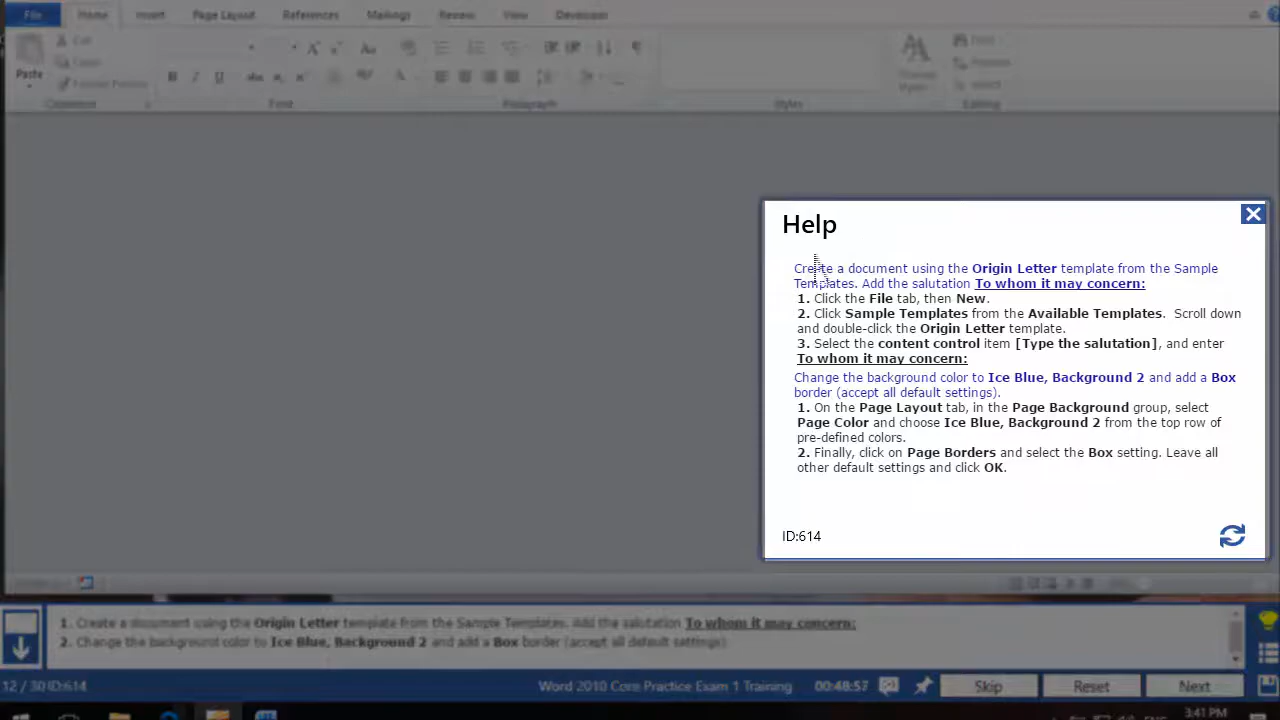 File Home Insert Page Layout References Mailings Review View Developer
Cut
Paste
Format Painter
Clipboard Font Paragraph Styles Editing
Help
Create a document using the Origin Letter template from the Sample
Templates. Add the salutation To whom it may concern:
1. Click the File tab, then New.
2. Click Sample Templates from the Available Templates. Scroll down
and double-click the Origin Letter template.
3. Select the content control item [Type the salutation], and enter
To whom it may concern:
Change the background color to Ice Blue, Background 2 and add a Box
border (accept all default settings).
1. On the Page Layout tab, in the Page Background group, select
Page Color and choose Ice Blue, Background 2 from the top row of
pre-defined colors.
2. Finally, click on Page Borders and select the Box setting. Leave all
other default settings and click OK.
ID:614
1. Create a document using the Origin Letter template from the Sample Templates. Add the salutation To whom it may concern:
2. Change the background color to Ice Blue, Background 2 and add a Box border (accept all default settings).
12 / 30 ID:614 Word 2010 Core Practice Exam 1 Training 00:48:57 Skip Reset Next
3:41 PM